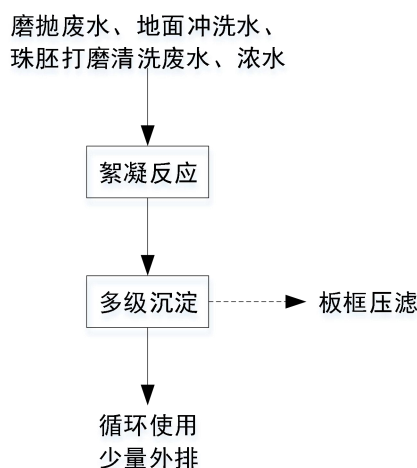 磨抛废水、地面冲洗水、
珠胚打磨清洗废水、浓水
絮凝反应
多级沉淀
板框压滤
循环使用
少量外排